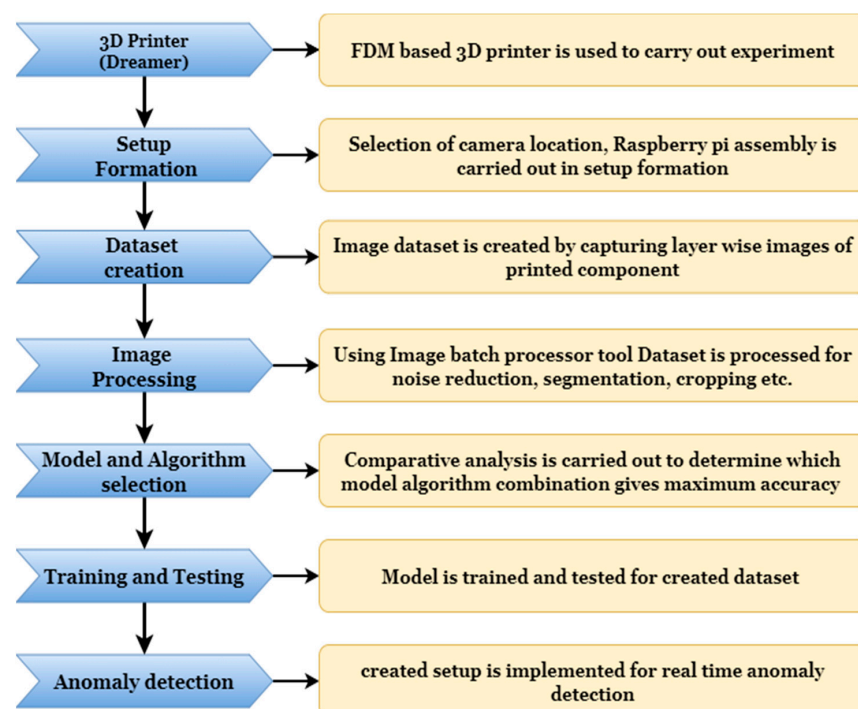 3D Printer
(Dreamer)
FDM based 3D printer is used to carry out experiment
Setup
Formation
Selection of camera location, Raspberry pi assembly is
carried out in setup formation
Dataset
creation
Image dataset is created by capturing layer wise images of
printed component
Image
Processing
Using Image batch processor tool Dataset is processed for
noise reduction, segmentation, cropping etc.
Model and Algorithm
selection
Comparative analysis is carried out to determine which
model algorithm combination gives maximum accuracy
Training and Testing
Model is trained and tested for created dataset
Anomaly detection
created setup is implemented for real time anomaly
detection